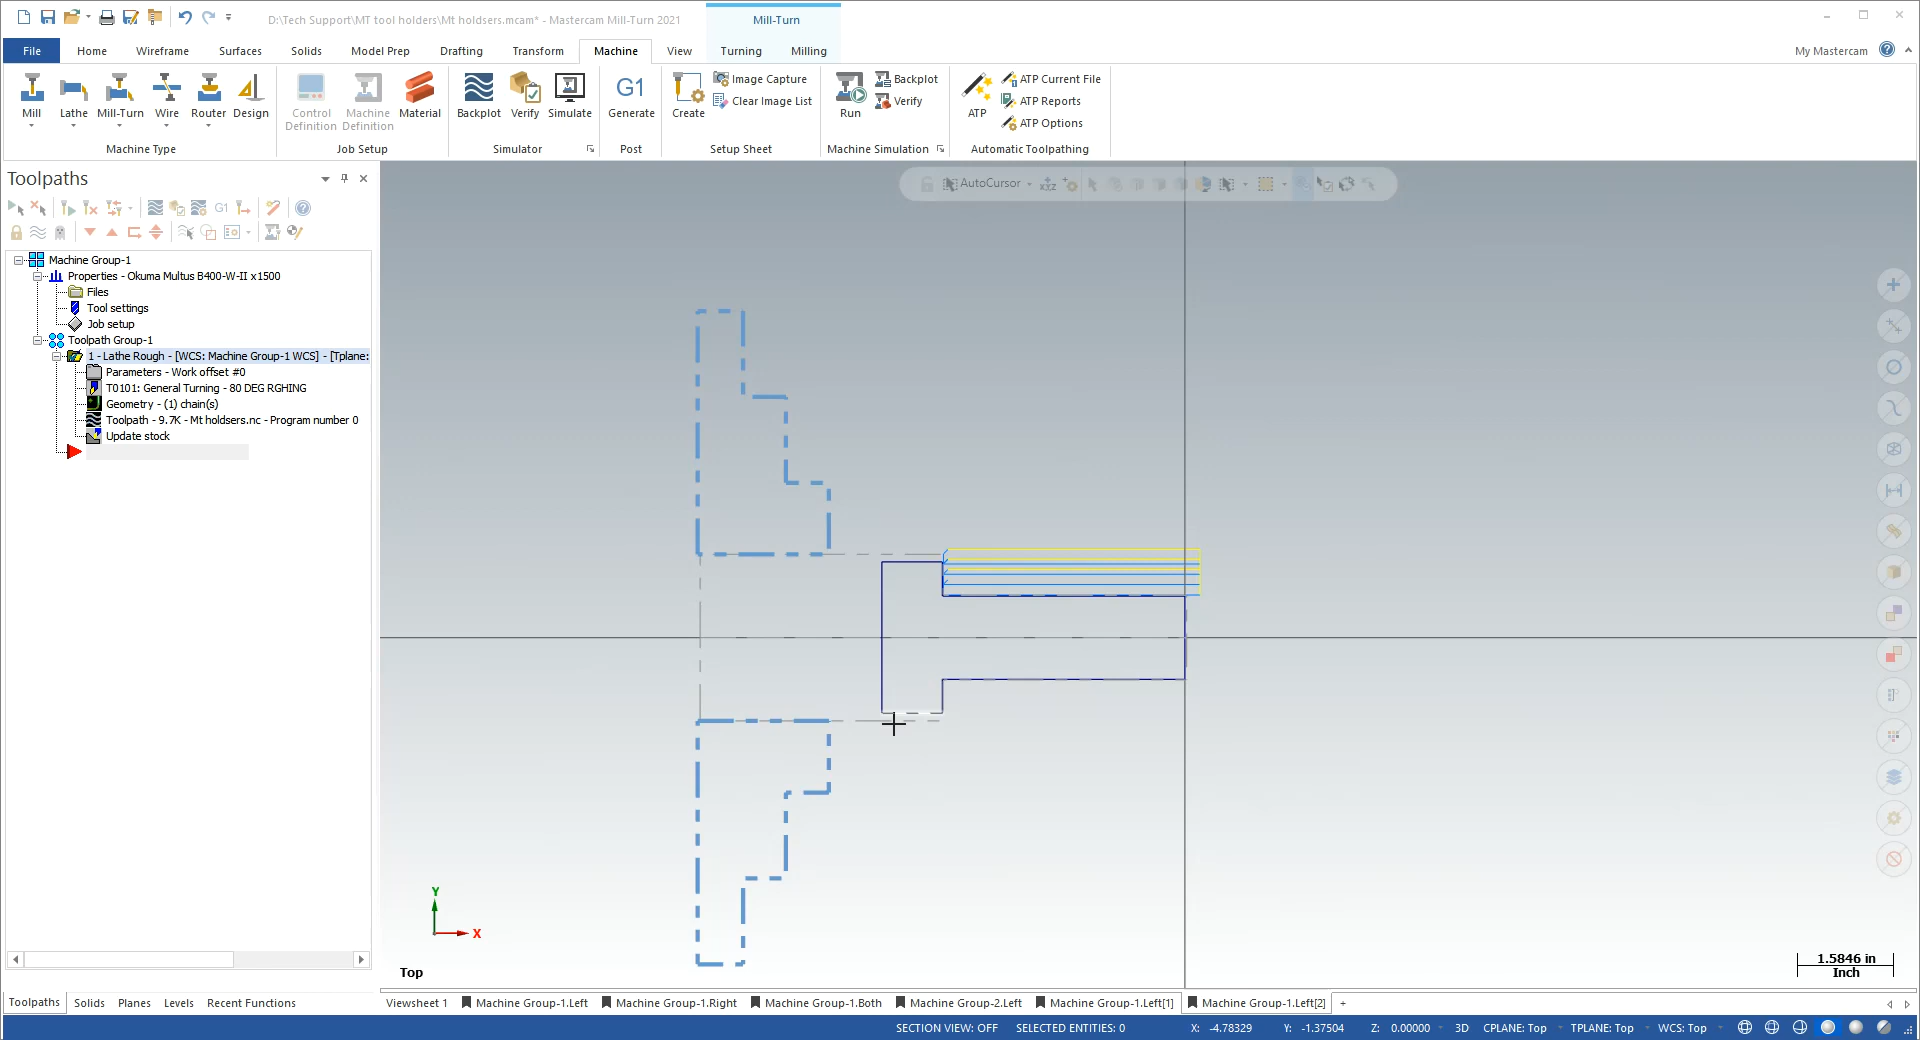 D:\Tech Support\MT tool holders\Mt holdsers.mcam* - Mastercam Mill-Turn 2021
Mill-Turn
File Home Wireframe Surfaces Solids Model Prep Drafting Transform Machine View Turning Milling My Mastercam
Mill Lathe Mill-Turn Wire Router Design
Control Definition
Machine Definition
Material
Backplot Verify Simulate
G1
Generate
Create
Image Capture
Clear Image List
Run
Backplot
Verify
ATP
ATP Current File
ATP Reports
ATP Options
Machine Type Job Setup Simulator Post Setup Sheet Machine Simulation Automatic Toolpathing
Toolpaths
AutoCursor
XYZ
G1
Machine Group-1
Properties - Okuma Multus B400-W-II x1500
Files
Tool settings
Job setup
Toolpath Group-1
1 - Lathe Rough - [WCS: Machine Group-1 WCS] - [Tplane:
Parameters - Work offset #0
T0101: General Turning - 80 DEG RGHING
Geometry - (1) chain(s)
Toolpath - 9.7K - Mt holdsers.nc - Program number 0
Update stock
Y
X
Top
1.5846 in
Inch
Toolpaths Solids Planes Levels Recent Functions
Viewsheet 1 Machine Group-1.Left Machine Group-1.Right Machine Group-1.Both Machine Group-2.Left Machine Group-1.Left[1] Machine Group-1.Left[2] +
SECTION VIEW: OFF SELECTED ENTITIES: 0 X: -4.78329 Y: -1.37504 Z: 0.00000 3D CPLANE: Top TPLANE: Top WCS: Top